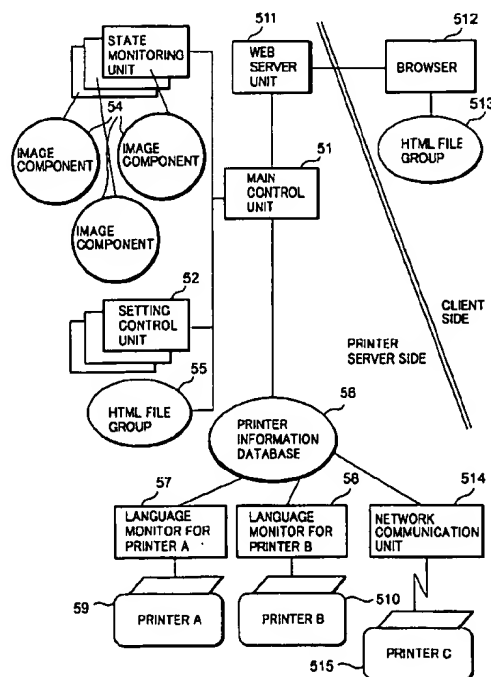 STATE
MONITORING
UNIT
54
IMAGE
COMPONENT
IMAGE
COMPONENT
IMAGE
COMPONENT
511
WEB
SERVER
UNIT
512
BROWSER
513
HTML FILE
GROUP
51
MAIN
CONTROL
UNIT
52
SETTING
CONTROL
UNIT
55
HTML FILE
GROUP
CLIENT
SIDE
PRINTER
SERVER SIDE
56
PRINTER
INFORMATION
DATABASE
57
LANGUAGE
MONITOR FOR
PRINTER A
58
LANGUAGE
MONITOR FOR
PRINTER B
514
NETWORK
COMMUNICATION
UNIT
59
PRINTER A
PRINTER B
510
PRINTER C
515